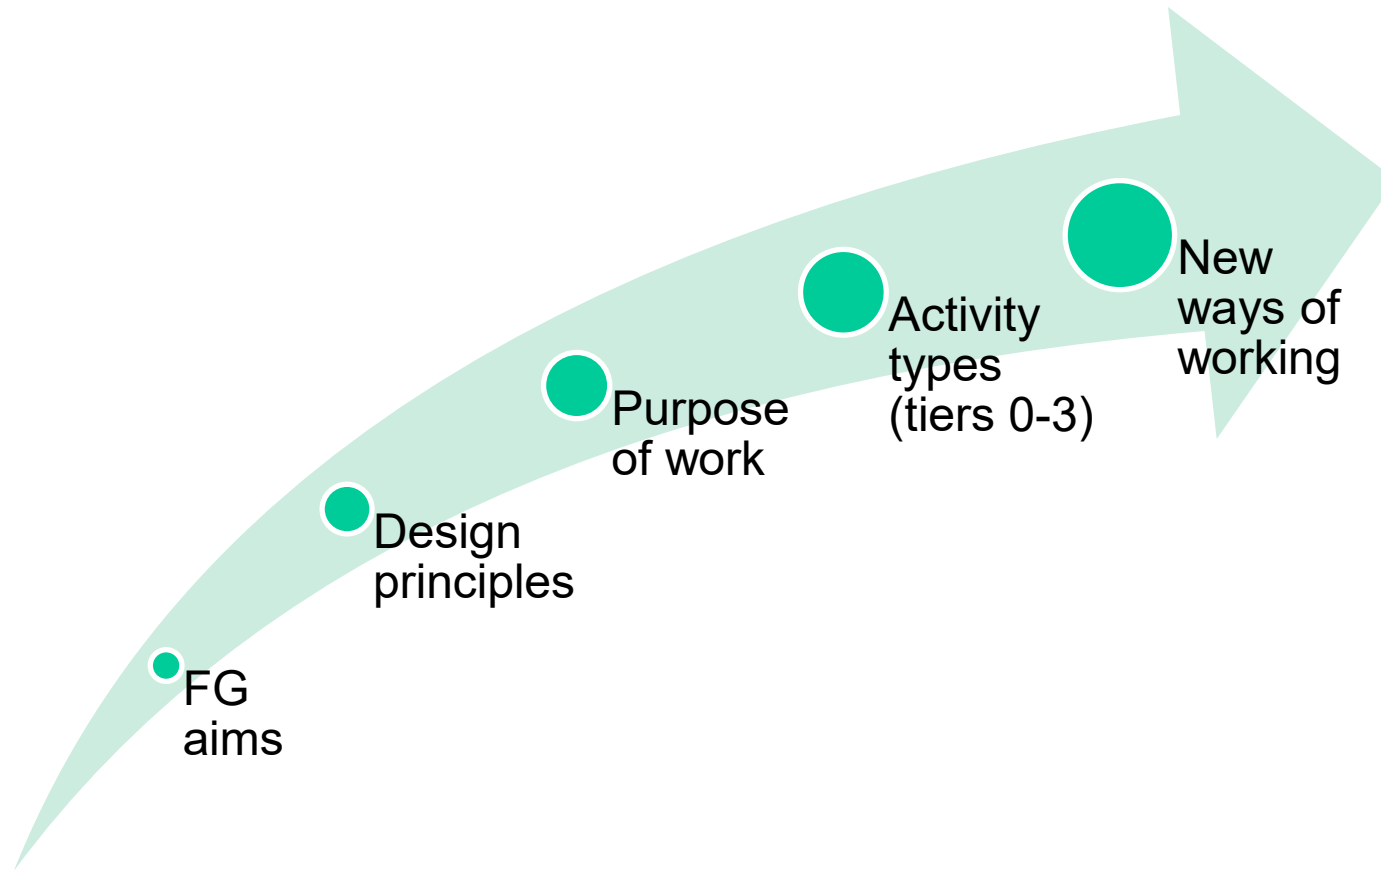 FG
aims
Design
principles
Purpose
of work
Activity
types
(tiers 0-3)
New
ways of
working